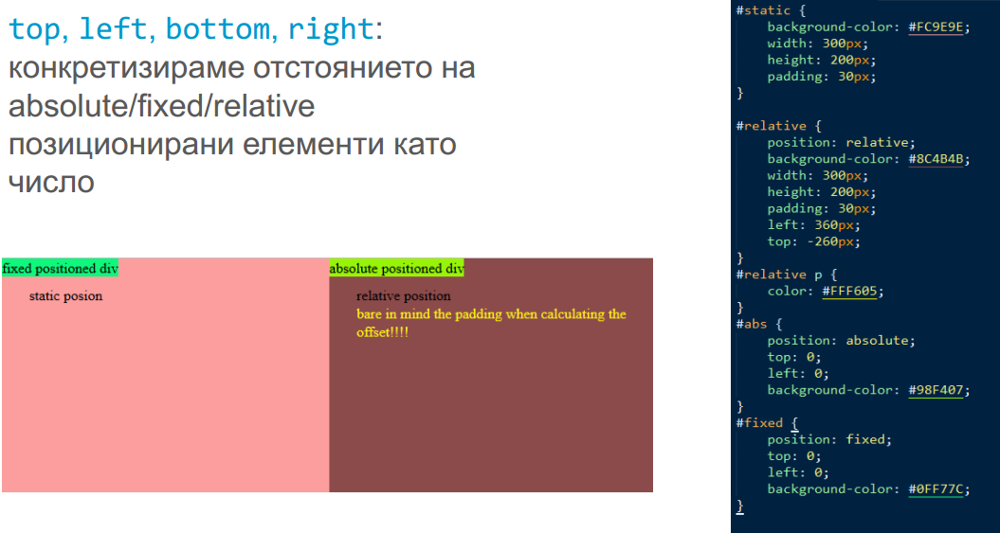 top, left, bottom, right:
конкретизираме отстоянието на
absolute/fixed/relative
позиционирани елементи като
число
fixed positioned div
static posion
absolute positioned div
relative position
bare in mind the padding when calculating the
offset!!!!
#static {
    background-color: #FC9E9E;
    width: 300px;
    height: 200px;
    padding: 30px;
}

#relative {
    position: relative;
    background-color: #8C4B4B;
    width: 300px;
    height: 200px;
    padding: 30px;
    left: 360px;
    top: -260px;
}
#relative p {
    color: #FFF605;
}
#abs {
    position: absolute;
    top: 0;
    left: 0;
    background-color: #98F407;
}
#fixed {
    position: fixed;
    top: 0;
    left: 0;
    background-color: #0FF77C;
}